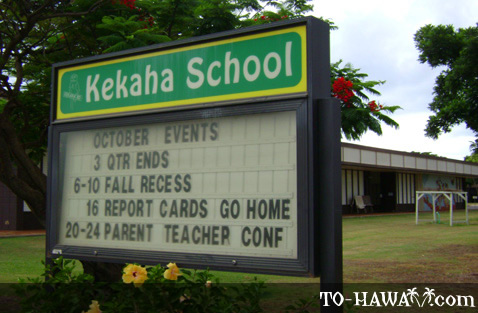 Kekaha School
OCTOBER EVENTS
3 QTR ENDS
6-10 FALL RECESS
16 REPORT CARDS GO HOME
20-24 PARENT TEACHER CONF
TO-HAWAII.COM